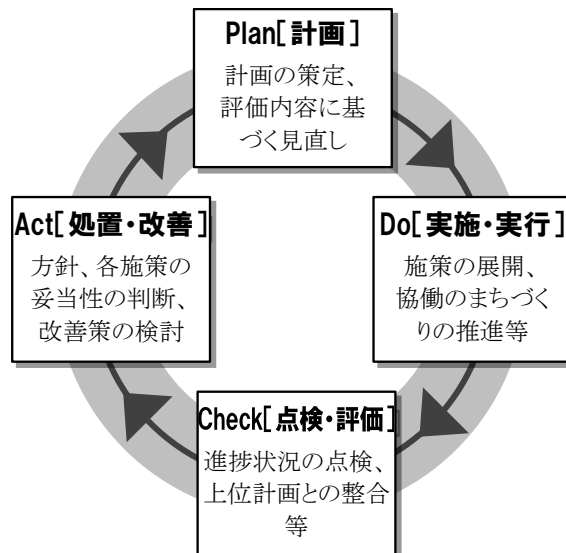 Plan[計画]
計画の策定、
評価内容に基
づく見直し
Act[処置・改善]
方針、各施策の
妥当性の判断、
改善策の検討
Do[実施・実行]
施策の展開、
協働のまちづく
りの推進等
Check[点検・評価]
進捗状況の点検、
上位計画との整合
等